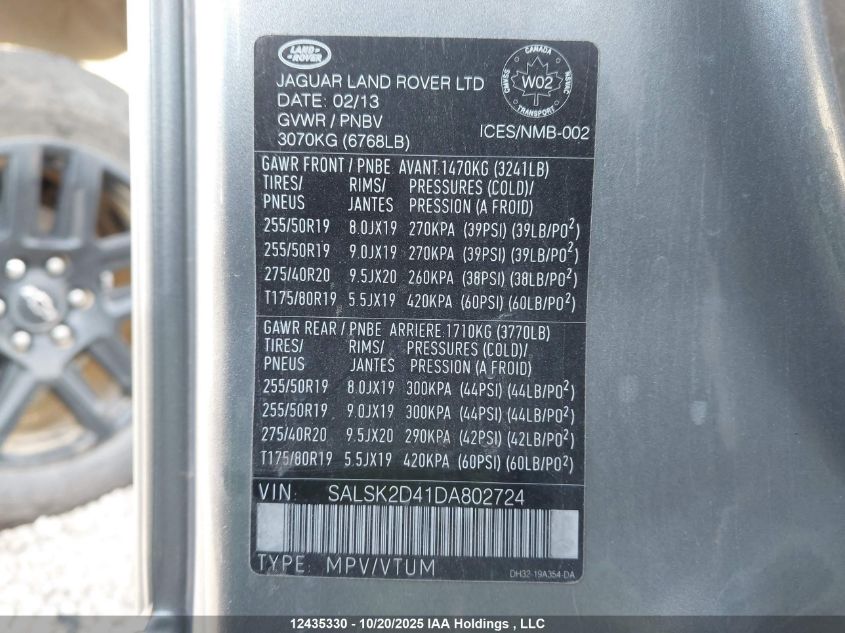 LAND ROVER
JAGUAR LAND ROVER LTD
DATE: 02/13
GVWR / PNBV
3070KG (6768LB)
CANADA
CMVSS
W02
NSVAC
TRANSPORT
ICES/NMB-002
GAWR FRONT / PNBE AVANT: 1470KG (3241LB)
TIRES/ RIMS/ PRESSURES (COLD)/
PNEUS JANTES PRESSION (A FROID)
255/50R19 8.0JX19 270KPA (39PSI) (39LB/PO²)
255/50R19 9.0JX19 270KPA (39PSI) (39LB/PO²)
275/40R20 9.5JX20 260KPA (38PSI) (38LB/PO²)
T175/80R19 5.5JX19 420KPA (60PSI) (60LB/PO²)
GAWR REAR / PNBE ARRIERE: 1710KG (3770LB)
TIRES/ RIMS/ PRESSURES (COLD)/
PNEUS JANTES PRESSION (A FROID)
255/50R19 8.0JX19 300KPA (44PSI) (44LB/PO²)
255/50R19 9.0JX19 300KPA (44PSI) (44LB/PO²)
275/40R20 9.5JX20 290KPA (42PSI) (42LB/PO²)
T175/80R19 5.5JX19 420KPA (60PSI) (60LB/PO²)
VIN: SALSK2D41DA802724
TYPE: MPV/VTUM
DH32-19A354-DA
12435330 - 10/20/2025 IAA Holdings , LLC